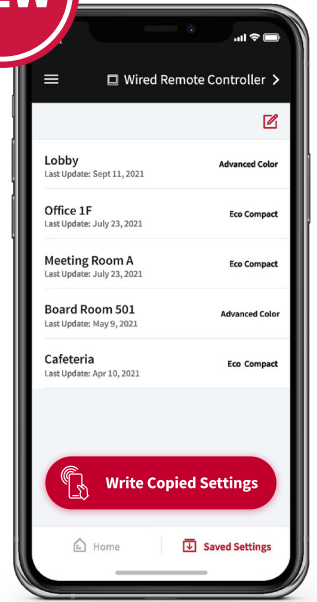 Wired Remote Controller
Lobby
Advanced Color
Last Update: Sept 11, 2021
Office 1F
Eco Compact
Last Update: July 23, 2021
Meeting Room A
Eco Compact
Last Update: July 23, 2021
Board Room 501
Advanced Color
Last Update: May 9, 2021
Cafeteria
Eco Compact
Last Update: Apr 10, 2021
Write Copied Settings
Home
Saved Settings